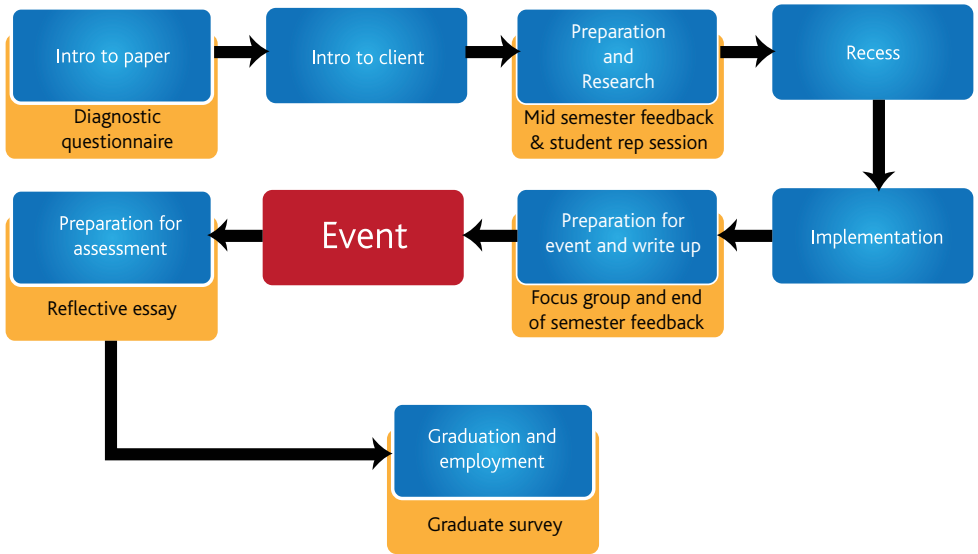 Intro to paper
Diagnostic
questionnaire
Intro to client
Preparation
and
Research
Mid semester feedback
& student rep session
Recess
Implementation
Preparation for
event and write up
Focus group and end
of semester feedback
Event
Preparation for
assessment
Reflective essay
Graduation and
employment
Graduate survey